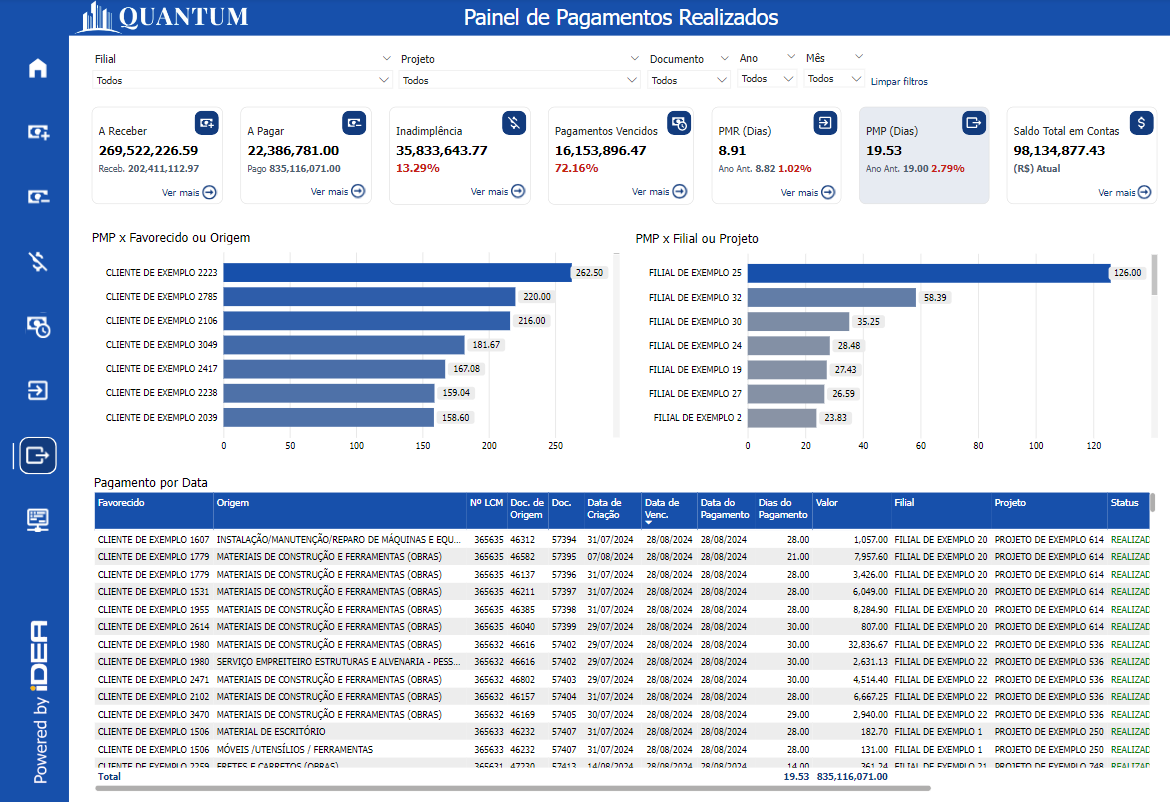 QUANTUM
Painel de Pagamentos Realizados
Filial
Projeto
Documento
Ano
Mês
Todos
Todos
Todos
Todos
Todos
Limpar filtros
A Receber
269,522,226.59
Receb. 202,411,112.97
Ver mais
A Pagar
22,386,781.00
Pago 835,116,071.00
Ver mais
Inadimplência
35,833,643.77
13.29%
Ver mais
Pagamentos Vencidos
16,153,896.47
72.16%
Ver mais
PMR (Dias)
8.91
Ano Ant. 8.82 1.02%
Ver mais
PMP (Dias)
19.53
Ano Ant. 19.00 2.79%
Saldo Total em Contas
98,134,877.43
(R$) Atual
Ver mais
PMP x Favorecido ou Origem
CLIENTE DE EXEMPLO 2223 262.50
CLIENTE DE EXEMPLO 2785 220.00
CLIENTE DE EXEMPLO 2106 216.00
CLIENTE DE EXEMPLO 3049 181.67
CLIENTE DE EXEMPLO 2417 167.08
CLIENTE DE EXEMPLO 2238 159.04
CLIENTE DE EXEMPLO 2039 158.60
0 50 100 150 200 250
PMP x Filial ou Projeto
FILIAL DE EXEMPLO 25 126.00
FILIAL DE EXEMPLO 32 58.39
FILIAL DE EXEMPLO 30 35.25
FILIAL DE EXEMPLO 24 28.48
FILIAL DE EXEMPLO 19 27.43
FILIAL DE EXEMPLO 27 26.59
FILIAL DE EXEMPLO 2 23.83
0 20 40 60 80 100 120
Pagamento por Data
Favorecido Origem Nº LCM Doc. de Origem Doc. Data de Criação Data de Venc. Data do Pagamento Dias do Pagamento Valor Filial Projeto Status
CLIENTE DE EXEMPLO 1607 INSTALAÇÃO/MANUTENÇÃO/REPARO DE MÁQUINAS E EQU... 365635 46312 57394 31/07/2024 28/08/2024 28/08/2024 28.00 1,057.00 FILIAL DE EXEMPLO 20 PROJETO DE EXEMPLO 614 REALIZAD
CLIENTE DE EXEMPLO 1779 MATERIAIS DE CONSTRUÇÃO E FERRAMENTAS (OBRAS) 365635 46582 57395 07/08/2024 28/08/2024 28/08/2024 21.00 7,957.60 FILIAL DE EXEMPLO 20 PROJETO DE EXEMPLO 614 REALIZAD
CLIENTE DE EXEMPLO 1779 MATERIAIS DE CONSTRUÇÃO E FERRAMENTAS (OBRAS) 365635 46137 57396 31/07/2024 28/08/2024 28/08/2024 28.00 3,426.00 FILIAL DE EXEMPLO 20 PROJETO DE EXEMPLO 614 REALIZAD
CLIENTE DE EXEMPLO 1531 MATERIAIS DE CONSTRUÇÃO E FERRAMENTAS (OBRAS) 365635 46211 57397 31/07/2024 28/08/2024 28/08/2024 28.00 6,049.00 FILIAL DE EXEMPLO 20 PROJETO DE EXEMPLO 614 REALIZAD
CLIENTE DE EXEMPLO 1955 MATERIAIS DE CONSTRUÇÃO E FERRAMENTAS (OBRAS) 365635 46385 57398 31/07/2024 28/08/2024 28/08/2024 28.00 8,284.90 FILIAL DE EXEMPLO 20 PROJETO DE EXEMPLO 614 REALIZAD
CLIENTE DE EXEMPLO 2614 MATERIAIS DE CONSTRUÇÃO E FERRAMENTAS (OBRAS) 365635 46040 57399 29/07/2024 28/08/2024 28/08/2024 30.00 807.00 FILIAL DE EXEMPLO 20 PROJETO DE EXEMPLO 614 REALIZAD
CLIENTE DE EXEMPLO 1980 MATERIAIS DE CONSTRUÇÃO E FERRAMENTAS (OBRAS) 365632 46616 57402 29/07/2024 28/08/2024 28/08/2024 30.00 32,836.67 FILIAL DE EXEMPLO 22 PROJETO DE EXEMPLO 536 REALIZAD
CLIENTE DE EXEMPLO 1980 SERVIÇO EMPREITEIRO ESTRUTURAS E ALVENARIA - PESS... 365632 46616 57402 29/07/2024 28/08/2024 28/08/2024 30.00 2,631.13 FILIAL DE EXEMPLO 22 PROJETO DE EXEMPLO 536 REALIZAD
CLIENTE DE EXEMPLO 2471 MATERIAIS DE CONSTRUÇÃO E FERRAMENTAS (OBRAS) 365632 46802 57403 29/07/2024 28/08/2024 28/08/2024 30.00 4,514.40 FILIAL DE EXEMPLO 22 PROJETO DE EXEMPLO 536 REALIZAD
CLIENTE DE EXEMPLO 2102 MATERIAIS DE CONSTRUÇÃO E FERRAMENTAS (OBRAS) 365632 46157 57404 31/07/2024 28/08/2024 28/08/2024 28.00 6,667.25 FILIAL DE EXEMPLO 22 PROJETO DE EXEMPLO 536 REALIZAD
CLIENTE DE EXEMPLO 3470 MATERIAIS DE CONSTRUÇÃO E FERRAMENTAS (OBRAS) 365632 46169 57405 30/07/2024 28/08/2024 28/08/2024 29.00 2,940.00 FILIAL DE EXEMPLO 22 PROJETO DE EXEMPLO 536 REALIZAD
CLIENTE DE EXEMPLO 1506 MATERIAL DE ESCRITÓRIO 365633 46232 57407 31/07/2024 28/08/2024 28/08/2024 28.00 182.70 FILIAL DE EXEMPLO 1 PROJETO DE EXEMPLO 250 REALIZAD
CLIENTE DE EXEMPLO 1506 MÓVEIS /UTENSÍLIOS / FERRAMENTAS 365633 46232 57407 31/07/2024 28/08/2024 28/08/2024 28.00 131.00 FILIAL DE EXEMPLO 1 PROJETO DE EXEMPLO 250 REALIZAD
CLIENTE DE EXEMPLO 2259 FRETES E CARRETOS (OBRAS) 365631 47230 57413 14/08/2024 28/08/2024 28/08/2024 14.00 361.24 FILIAL DE EXEMPLO 21 PROJETO DE EXEMPLO 748 REALIZAD
Total 19.53 835,116,071.00
Powered by iDEA